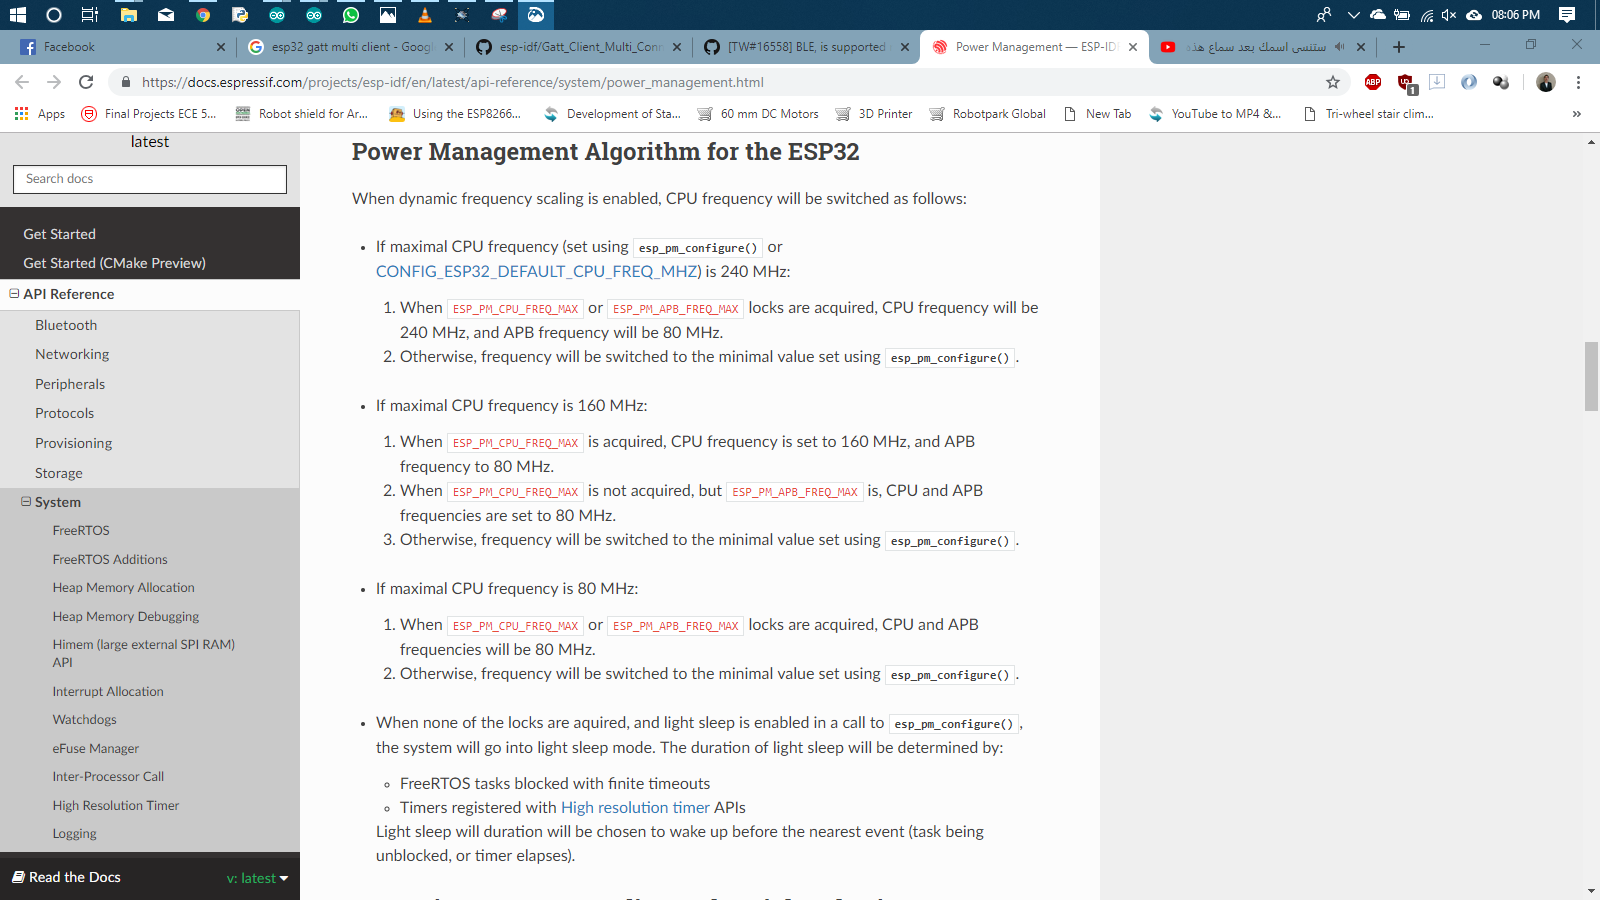 08:06 PM
Facebook
esp32 gatt multi client - Goog
esp-idf/Gatt_Client_Multi_Conn
[TW#16558] BLE, is supported
Power Management — ESP-ID
ستنسى اسمك بعد سماع هذه
https://docs.espressif.com/projects/esp-idf/en/latest/api-reference/system/power_management.html
ABP
1
Apps
Final Projects ECE 5...
Robot shield for Ar...
Using the ESP8266...
Development of Sta...
60 mm DC Motors
3D Printer
Robotpark Global
New Tab
YouTube to MP4 &...
Tri-wheel stair clim...
»
latest
Search docs
Get Started
Get Started (CMake Preview)
API Reference
Bluetooth
Networking
Peripherals
Protocols
Provisioning
Storage
System
FreeRTOS
FreeRTOS Additions
Heap Memory Allocation
Heap Memory Debugging
Himem (large external SPI RAM)
API
Interrupt Allocation
Watchdogs
eFuse Manager
Inter-Processor Call
High Resolution Timer
Logging
Read the Docs
v: latest
Power Management Algorithm for the ESP32
When dynamic frequency scaling is enabled, CPU frequency will be switched as follows:
• If maximal CPU frequency (set using esp_pm_configure() or
CONFIG_ESP32_DEFAULT_CPU_FREQ_MHZ) is 240 MHz:
1. When ESP_PM_CPU_FREQ_MAX or ESP_PM_APB_FREQ_MAX locks are acquired, CPU frequency will be
240 MHz, and APB frequency will be 80 MHz.
2. Otherwise, frequency will be switched to the minimal value set using esp_pm_configure() .
• If maximal CPU frequency is 160 MHz:
1. When ESP_PM_CPU_FREQ_MAX is acquired, CPU frequency is set to 160 MHz, and APB
frequency to 80 MHz.
2. When ESP_PM_CPU_FREQ_MAX is not acquired, but ESP_PM_APB_FREQ_MAX is, CPU and APB
frequencies are set to 80 MHz.
3. Otherwise, frequency will be switched to the minimal value set using esp_pm_configure() .
• If maximal CPU frequency is 80 MHz:
1. When ESP_PM_CPU_FREQ_MAX or ESP_PM_APB_FREQ_MAX locks are acquired, CPU and APB
frequencies will be 80 MHz.
2. Otherwise, frequency will be switched to the minimal value set using esp_pm_configure() .
• When none of the locks are aquired, and light sleep is enabled in a call to esp_pm_configure() ,
the system will go into light sleep mode. The duration of light sleep will be determined by:
◦ FreeRTOS tasks blocked with finite timeouts
◦ Timers registered with High resolution timer APIs
Light sleep will duration will be chosen to wake up before the nearest event (task being
unblocked, or timer elapses).